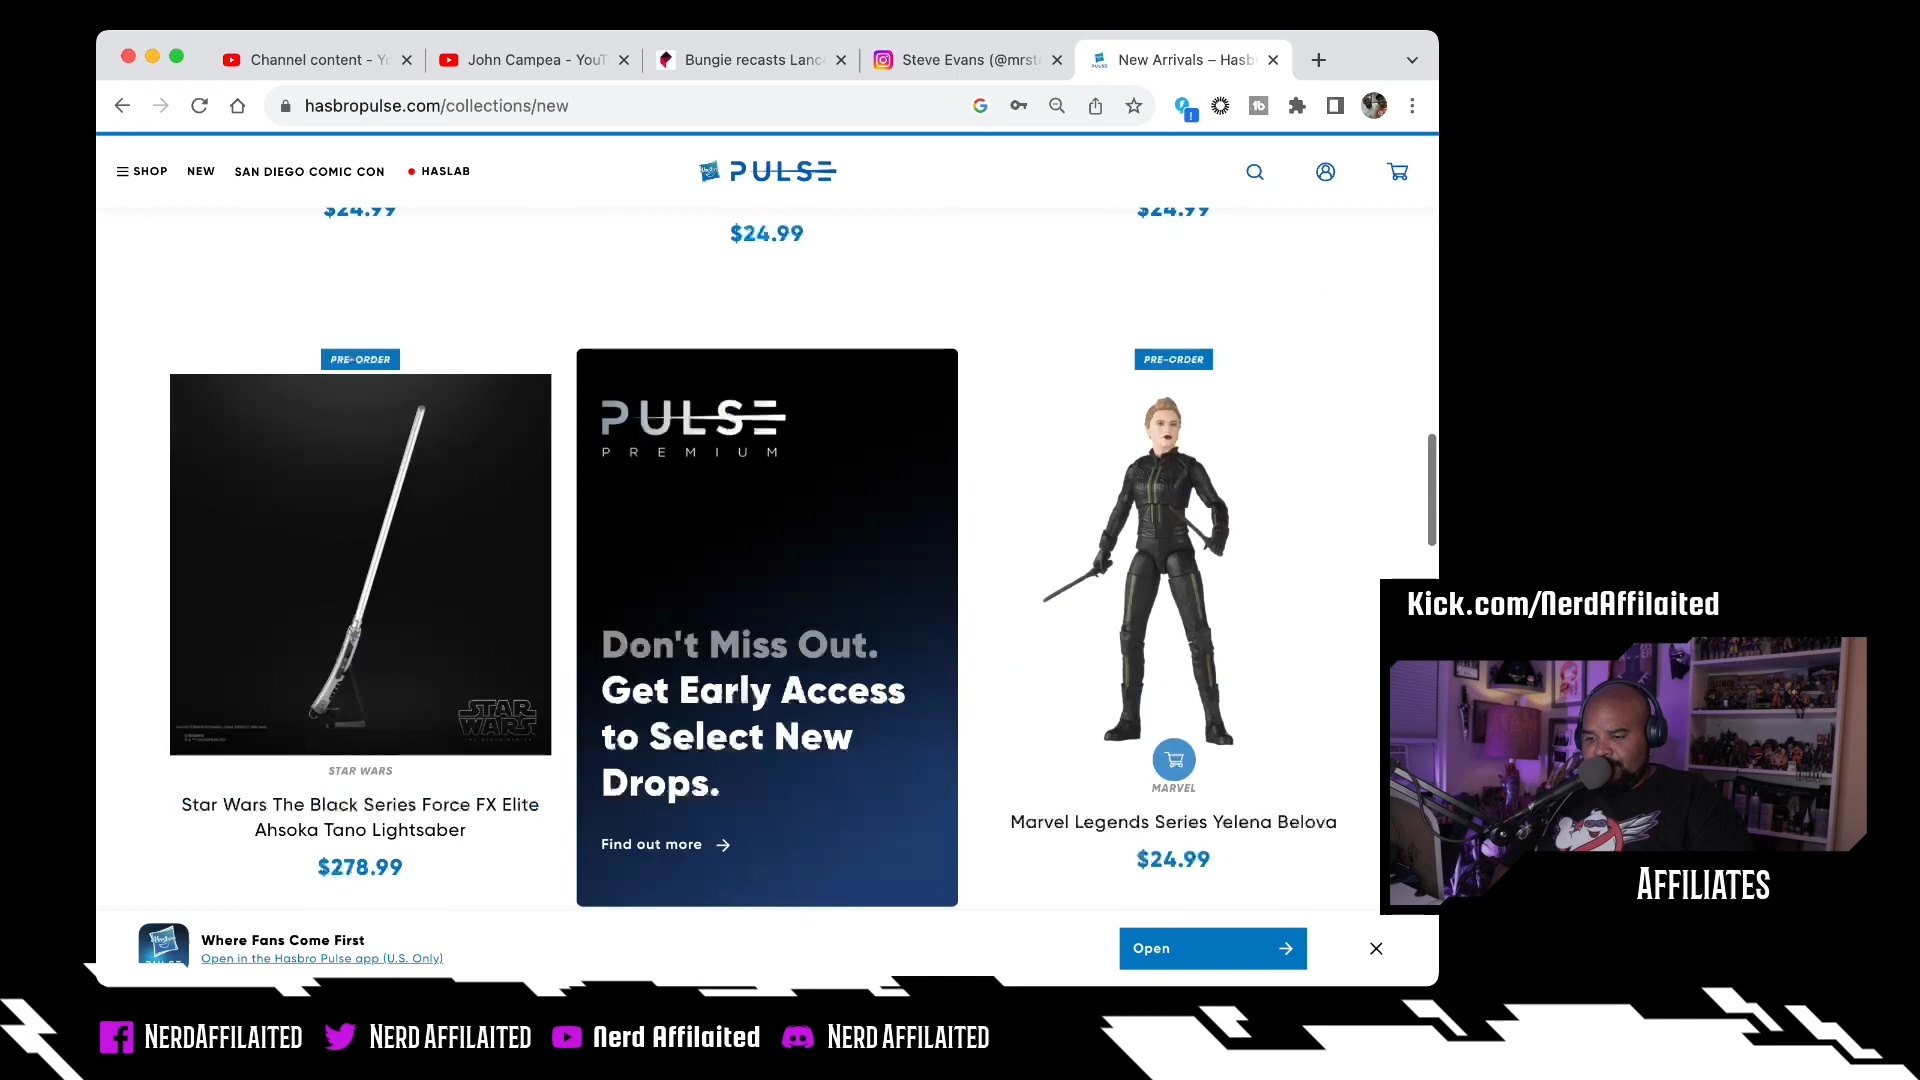 Channel content - Yo
John Campea - YouT
Bungie recasts Lanc
Steve Evans (@mrste
New Arrivals – Hasb
hasbropulse.com/collections/new
SHOP
NEW
SAN DIEGO COMIC CON
HASLAB
Hasbro
PULSE
$24.99
$24.99
$24.99
PRE-ORDER
STAR WARS
STAR WARS
Star Wars The Black Series Force FX Elite
Ahsoka Tano Lightsaber
$278.99
PULSE
PREMIUM
Don't Miss Out.
Get Early Access
to Select New
Drops.
Find out more
PRE-ORDER
MARVEL
Marvel Legends Series Yelena Belova
$24.99
Hasbro
PULSE
Where Fans Come First
Open in the Hasbro Pulse app (U.S. Only)
Open
Kick.com/NerdAffilaited
AFFILIATES
NERDAFFILAITED
NERD AFFILAITED
Nerd Affilaited
NERD AFFILAITED